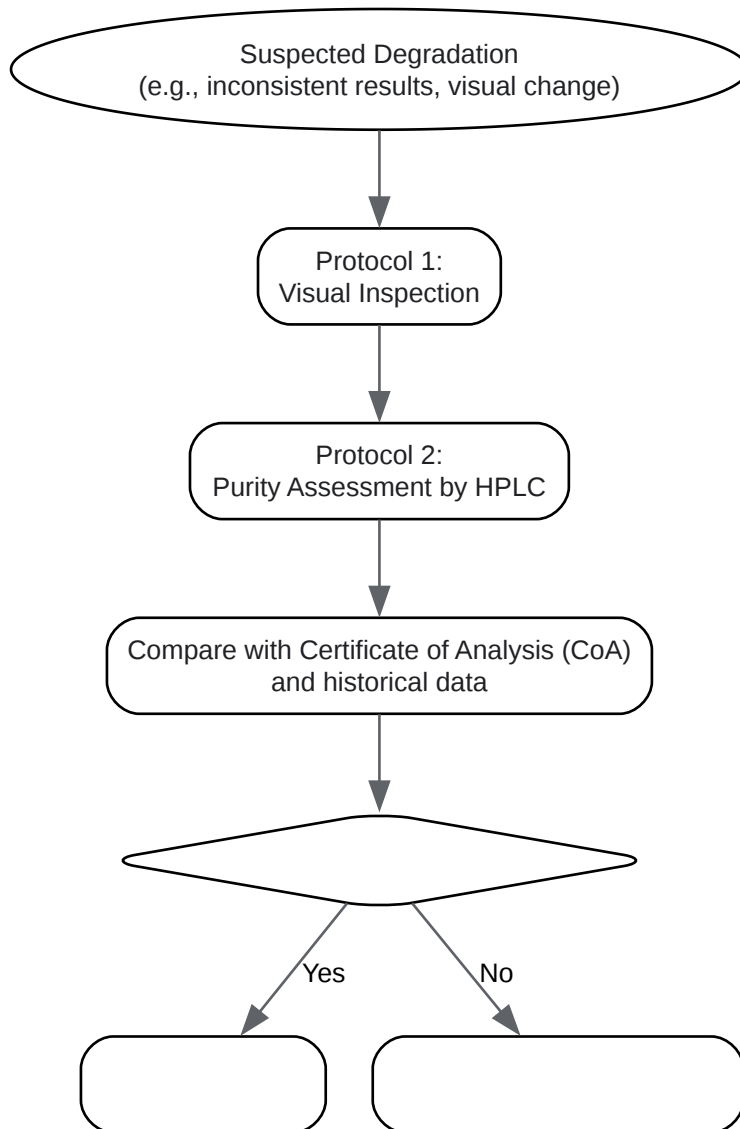 Suspected Degradation
(e.g., inconsistent results, visual change)
Protocol 1:
Visual Inspection
Protocol 2:
Purity Assessment by HPLC
Compare with Certificate of Analysis (CoA)
and historical data
Yes
No